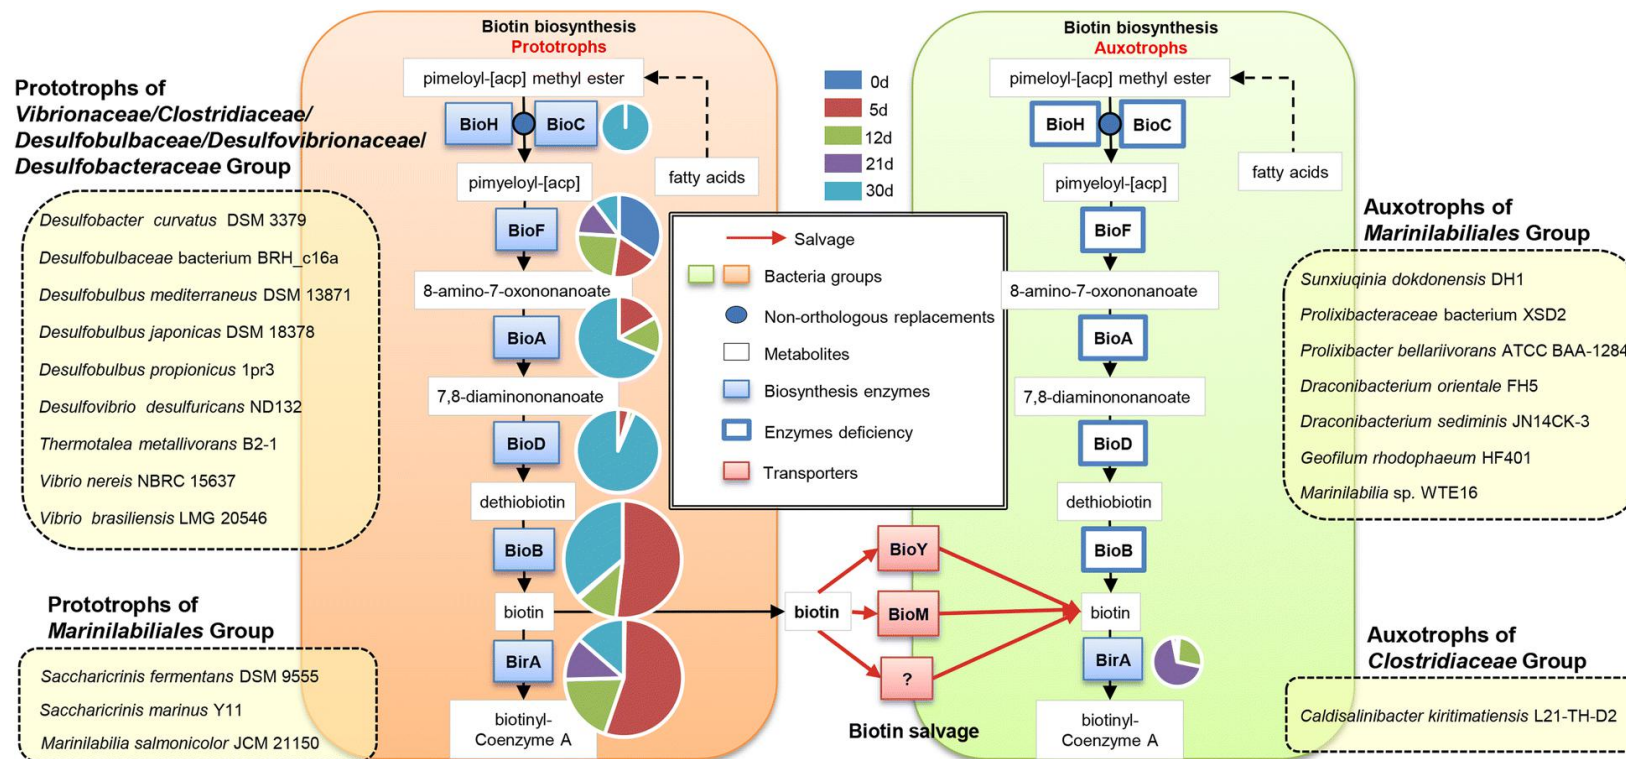 Prototrophs of
Vibrionaceae/Clostridiaceae/
Desulfobulbaceae/Desulfovibrionaceae/
Desulfobacteraceae Group
Desulfobacter curvatus DSM 3379
Desulfobulbaceae bacterium BRH_c16a
Desulfobulbus mediterraneus DSM 13871
Desulfobulbus japonicas DSM 18378
Desulfobulbus propionicus 1pr3
Desulfovibrio desulfuricans ND132
Thermotalea metallivorans B2-1
Vibrio nereis NBRC 15637
Vibrio brasiliensis LMG 20546
Prototrophs of
Marinilabiliales Group
Saccharicrinis fermentans DSM 9555
Saccharicrinis marinus Y11
Marinilabilia salmonicolor JCM 21150
Biotin biosynthesis
Prototrophs
pimeloyl-[acp] methyl ester
BioH
BioC
pimyeloyl-[acp]
fatty acids
BioF
8-amino-7-oxononanoate
BioA
7,8-diaminononanoate
BioD
dethiobiotin
BioB
biotin
BirA
biotinyl-
Coenzyme A
0d
5d
12d
21d
30d
Salvage
Bacteria groups
Non-orthologous replacements
Metabolites
Biosynthesis enzymes
Enzymes deficiency
Transporters
biotin
BioY
BioM
?
Biotin salvage
Biotin biosynthesis
Auxotrophs
pimeloyl-[acp] methyl ester
BioH
BioC
pimyeloyl-[acp]
fatty acids
BioF
8-amino-7-oxononanoate
BioA
7,8-diaminononanoate
BioD
dethiobiotin
BioB
biotin
BirA
biotinyl-
Coenzyme A
Auxotrophs of
Marinilabiliales Group
Sunxiuqinia dokdonensis DH1
Prolixibacteraceae bacterium XSD2
Prolixibacter bellariivorans ATCC BAA-1284
Draconibacterium orientale FH5
Draconibacterium sediminis JN14CK-3
Geofilum rhodophaeum HF401
Marinilabilia sp. WTE16
Auxotrophs of
Clostridiaceae Group
Caldisalinibacter kiritimatiensis L21-TH-D2